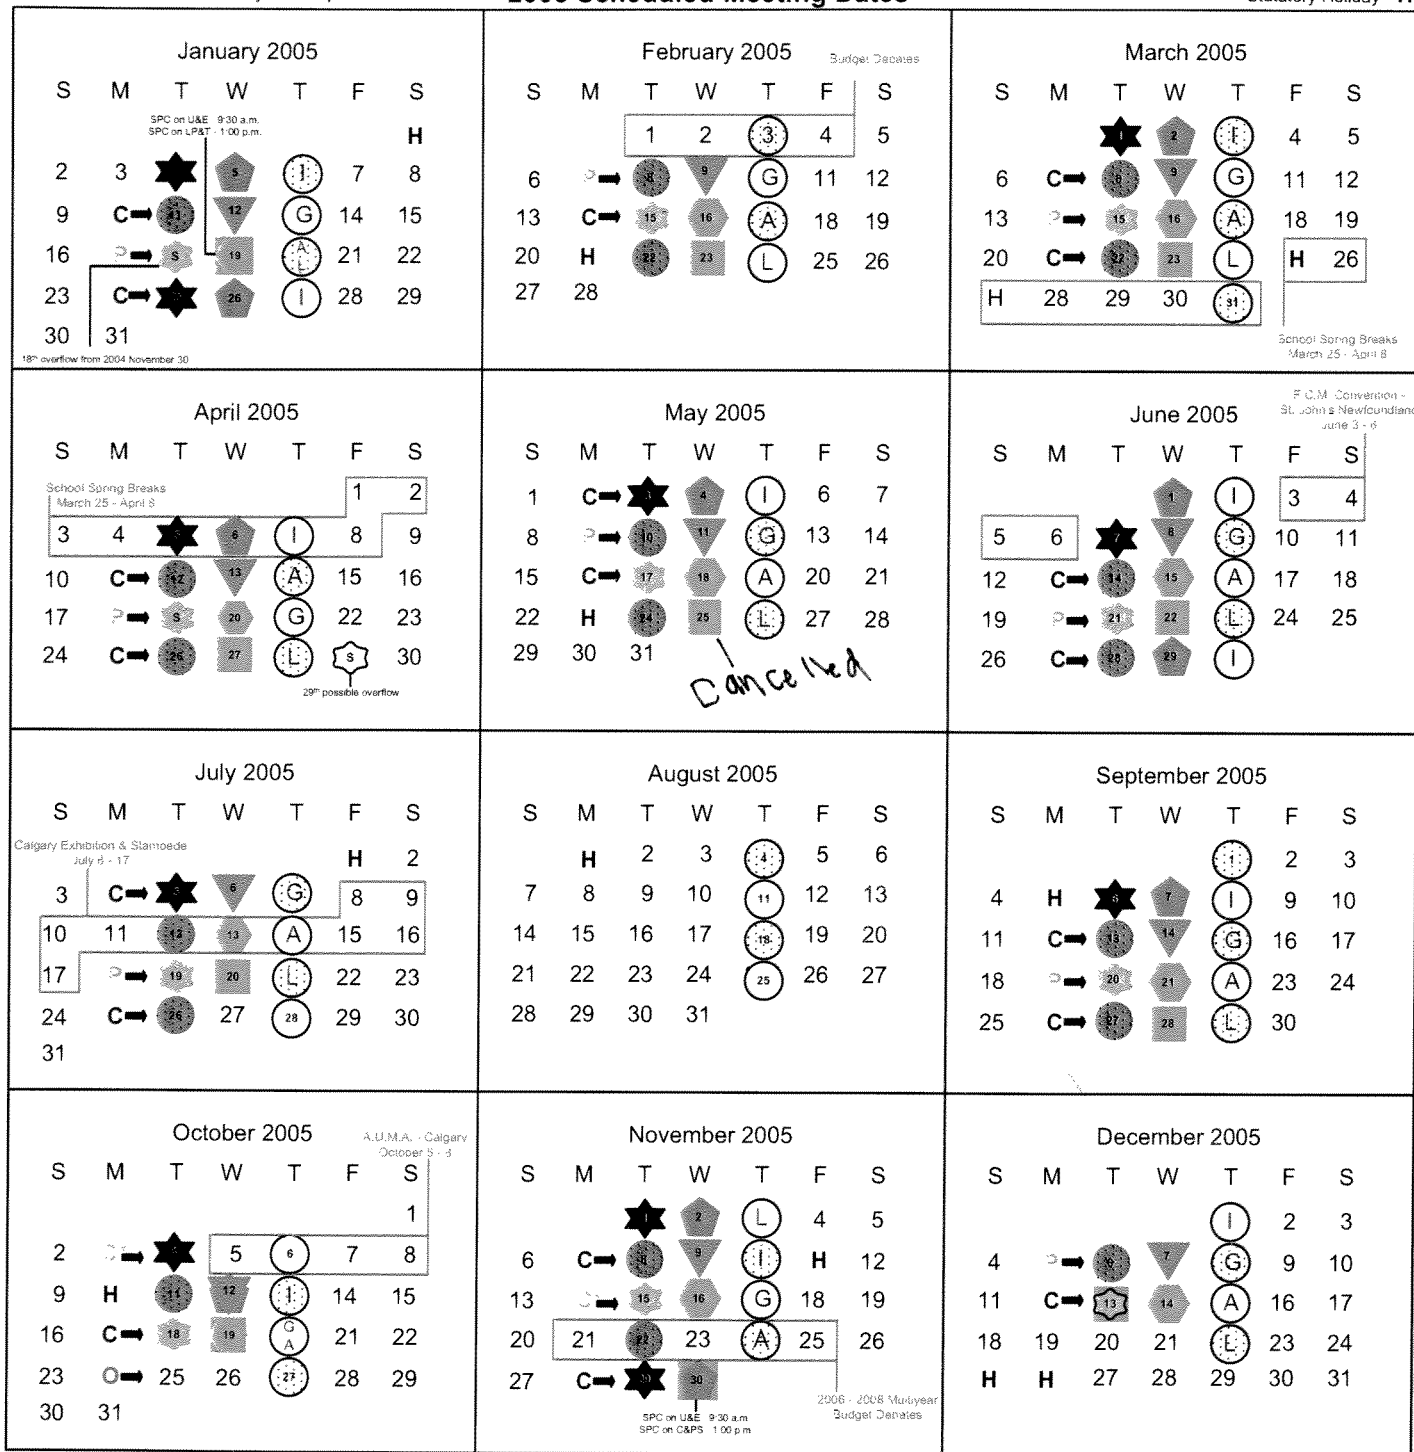 2005 Scheduled Meeting Dates
Statutory Holiday
January 2005
S M T W T F S
SPC on U&E 9:30 a.m.
SPC on LP&T - 1:00 p.m.
H
2 3 5 I 7 8
9 C 11 12 G 14 15
16 P S 19 A L 21 22
23 C 26 I 28 29
30 31
18th overflow from 2004 November 30
February 2005
Budget Debates
S M T W T F S
1 2 3 4 5
6 P 8 9 G 11 12
13 C 15 16 A 18 19
20 H 22 23 L 25 26
27 28
March 2005
S M T W T F S
1 2 I 4 5
6 C 8 9 G 11 12
13 P 15 16 A 18 19
20 C 22 23 L H 26
H 28 29 30 31
School Spring Breaks
March 25 - April 8
April 2005
S M T W T F S
School Spring Breaks
March 25 - April 8
1 2
3 4 5 6 I 8 9
10 C 12 13 A 15 16
17 P S 20 G 22 23
24 C 26 27 L S 30
29th possible overflow
May 2005
S M T W T F S
1 C 3 4 I 6 7
8 P 10 11 G 13 14
15 C 17 18 A 20 21
22 H 24 25 L 27 28
29 30 31
Cancelled
June 2005
F.C.M. Convention -
St. John's Newfoundland
June 3 - 6
S M T W T F S
1 I 3 4
5 6 7 8 G 10 11
12 C 14 15 A 17 18
19 P 21 22 L 24 25
26 C 28 29 I
July 2005
S M T W T F S
Calgary Exhibition & Stampede
July 8 - 17
H 2
3 C 5 6 G 8 9
10 11 12 13 A 15 16
17 P 19 20 L 22 23
24 C 26 27 28 29 30
31
August 2005
S M T W T F S
H 2 3 4 5 6
7 8 9 10 11 12 13
14 15 16 17 18 19 20
21 22 23 24 25 26 27
28 29 30 31
September 2005
S M T W T F S
1 2 3
4 H 6 7 I 9 10
11 C 13 14 G 16 17
18 P 20 21 A 23 24
25 C 27 28 L 30
October 2005
A.U.M.A. - Calgary
October 5 - 8
S M T W T F S
1
2 P 4 5 6 7 8
9 H 11 12 I 14 15
16 C 18 19 G A 21 22
23 O 25 26 27 28 29
30 31
November 2005
S M T W T F S
1 2 L 4 5
6 C 8 9 I H 12
13 15 16 G 18 19
20 21 22 23 A 25 26
27 C 30
2006 - 2008 Multiyear
Budget Debates
SPC on U&E 9:30 a.m
SPC on C&PS 1:00 p.m
December 2005
S M T W T F S
I 2 3
4 P 6 7 G 9 10
11 C 13 14 A 16 17
18 19 20 21 L 23 24
H H 27 28 29 30 31